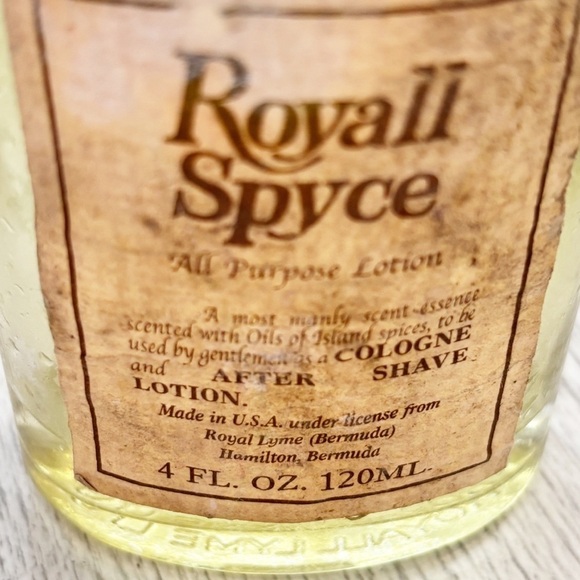 Royall
Spyce
All Purpose Lotion
A most manly scent-essence
scented with Oils of Island spices, to be
used by gentlemen as a COLOGNE
and AFTER SHAVE
LOTION.
Made in U.S.A. under license from
Royal Lyme (Bermuda)
Hamilton, Bermuda
4 FL. OZ. 120ML.